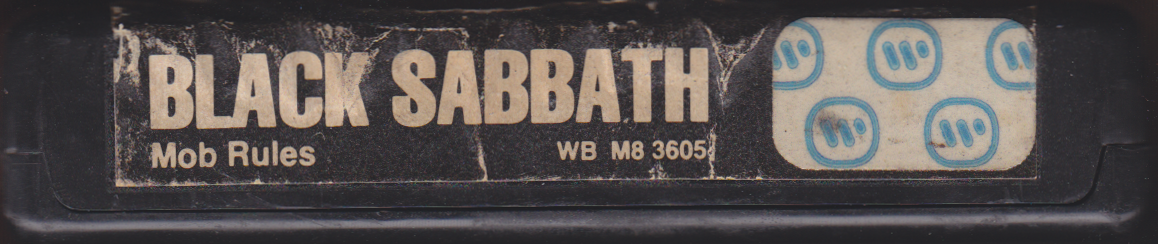 BLACK SABBATH
Mob Rules
WB M8 3605